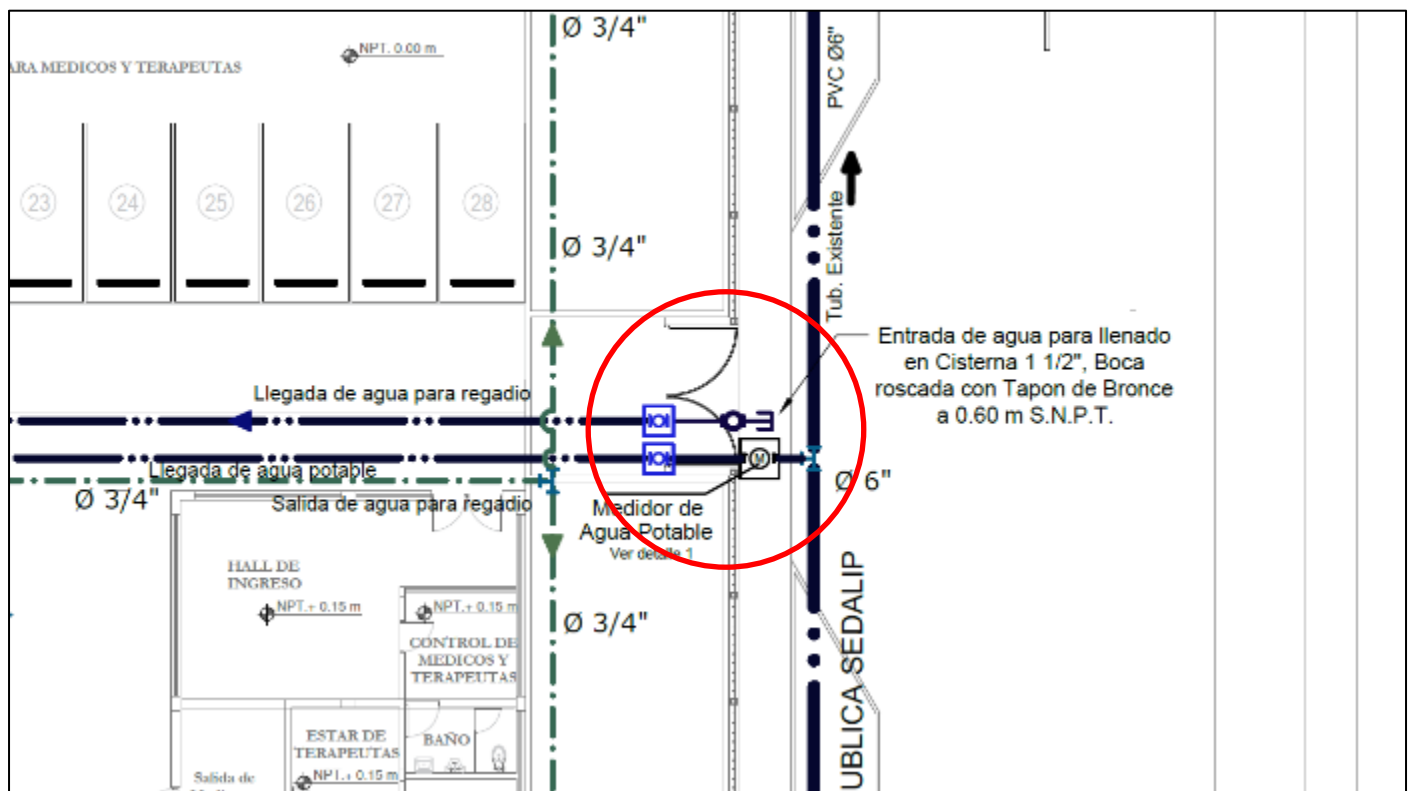 Ø 3/4"
PVC Ø6"
NPT. 0.00 m
ARA MEDICOS Y TERAPEUTAS
23
24
25
26
27
28
Ø 3/4"
Tub. Existente
Entrada de agua para llenado
en Cisterna 1 1/2", Boca
roscada con Tapon de Bronce
a 0.60 m S.N.P.T.
Llegada de agua para regadio
Llegada de agua potable
Ø 3/4"
Salida de agua para regadio
M
Ø 6"
Medidor de
Agua Potable
Ver detalle 1
HALL DE
INGRESO
NPT.+ 0.15 m
NPT.+ 0.15 m
Ø 3/4"
CONTROL DE
MEDICOS Y
TERAPEUTAS
UBLICA SEDALIP
ESTAR DE
TERAPEUTAS
BAÑO
NPT.+ 0.15 m
Salida de